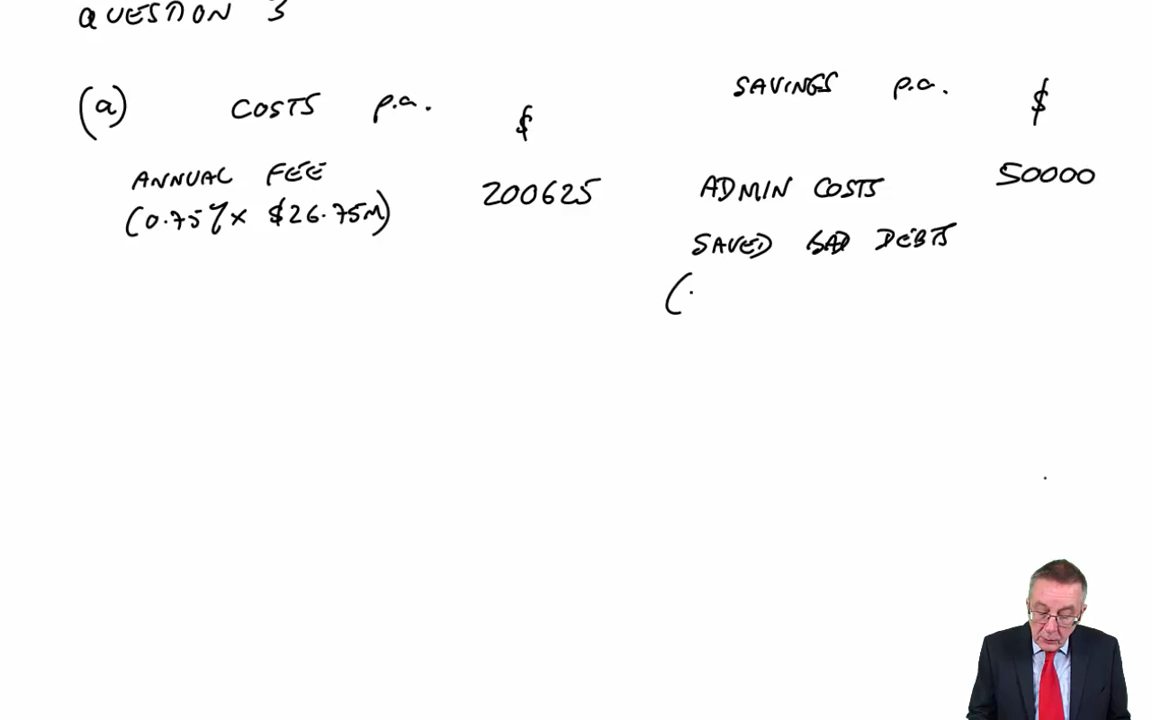 QUESTION 3
(a) COSTS p.a. $
ANNUAL FEE
(0.75% x $26.75M) 200625
SAVINGS p.a. $
ADMIN COSTS 50000
SAVED BAD DEBTS
(.